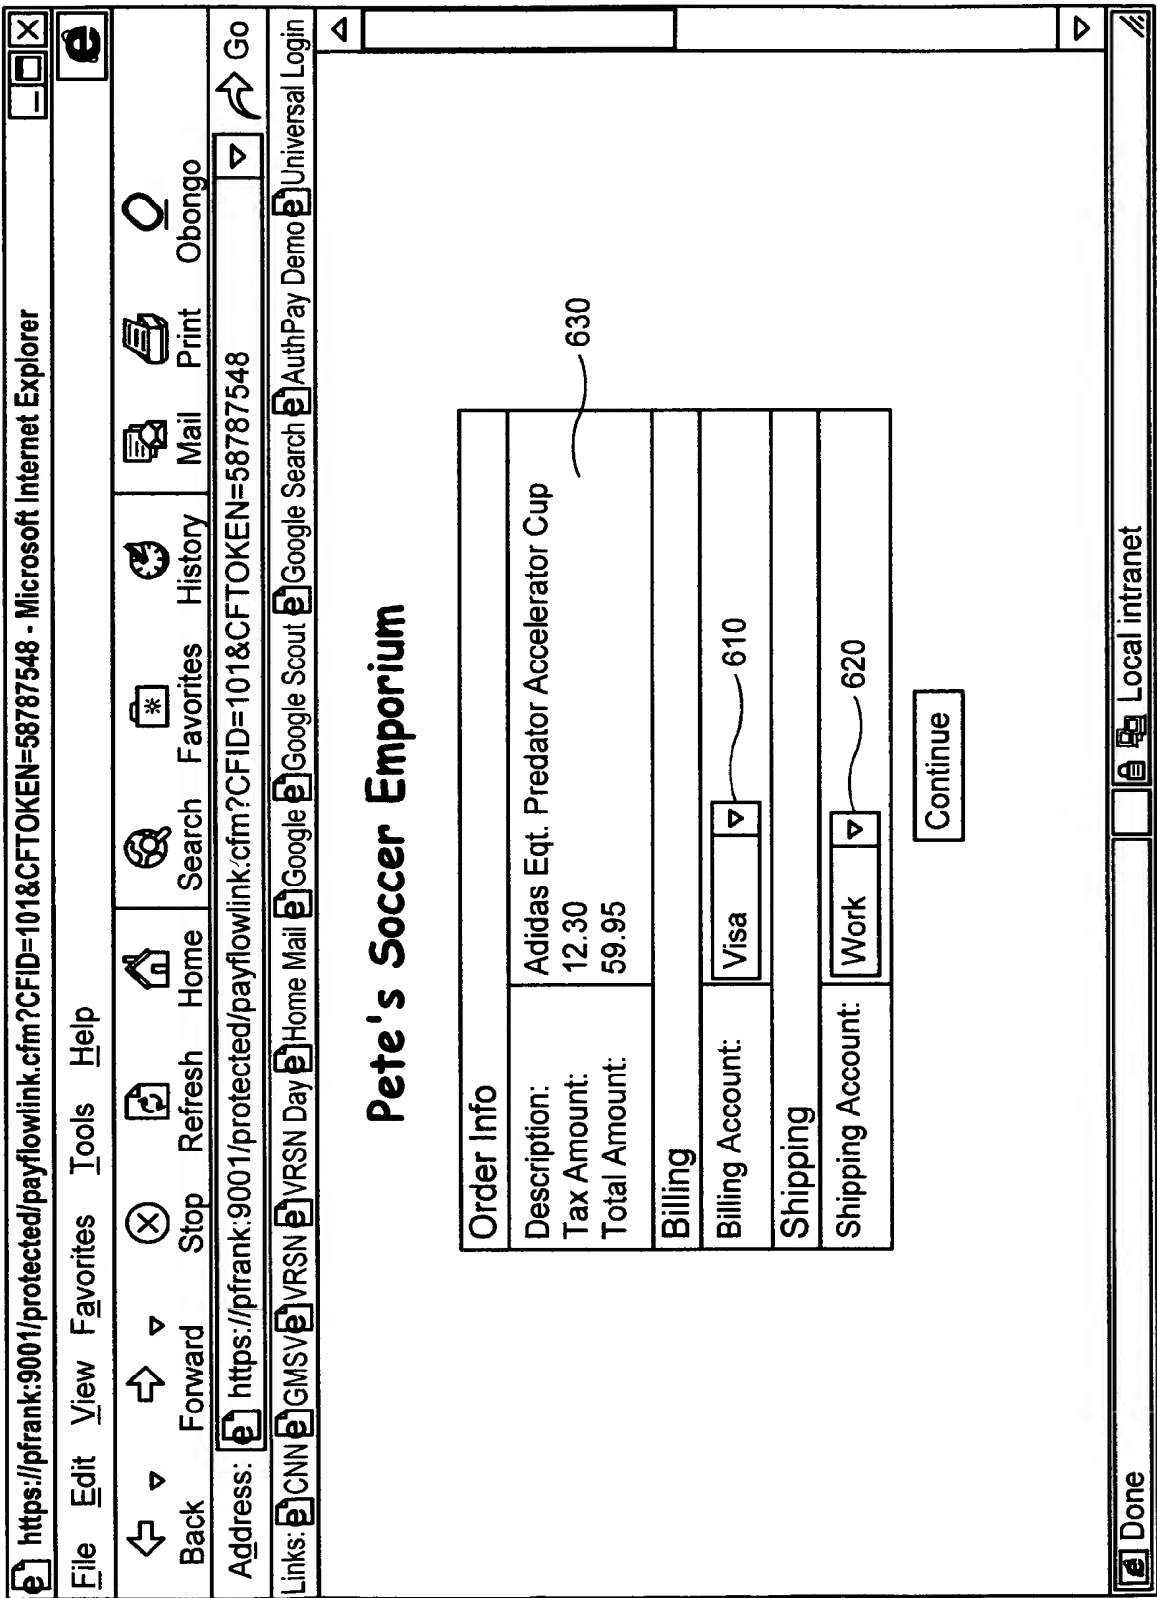 https://pfrank:9001/protected/payflowlink.cfm?CFID=101&CFTOKEN=58787548 - Microsoft Internet Explorer
File Edit View Favorites Tools Help
Back Forward Stop Refresh Home Search Favorites History Mail Print Obongo
Address: https://pfrank:9001/protected/payflowlink.cfm?CFID=101&CFTOKEN=58787548 Go
Links: CNN GMSV VRSN VRSN Day Home Mail Google Google Scout Google Search AuthPay Demo Universal Login
Pete's Soccer Emporium
Order Info
Description: Adidas Eqt. Predator Accelerator Cup
Tax Amount: 12.30
Total Amount: 59.95
630
Billing
Billing Account: Visa 610
Shipping
Shipping Account: Work 620
Continue
Done Local intranet